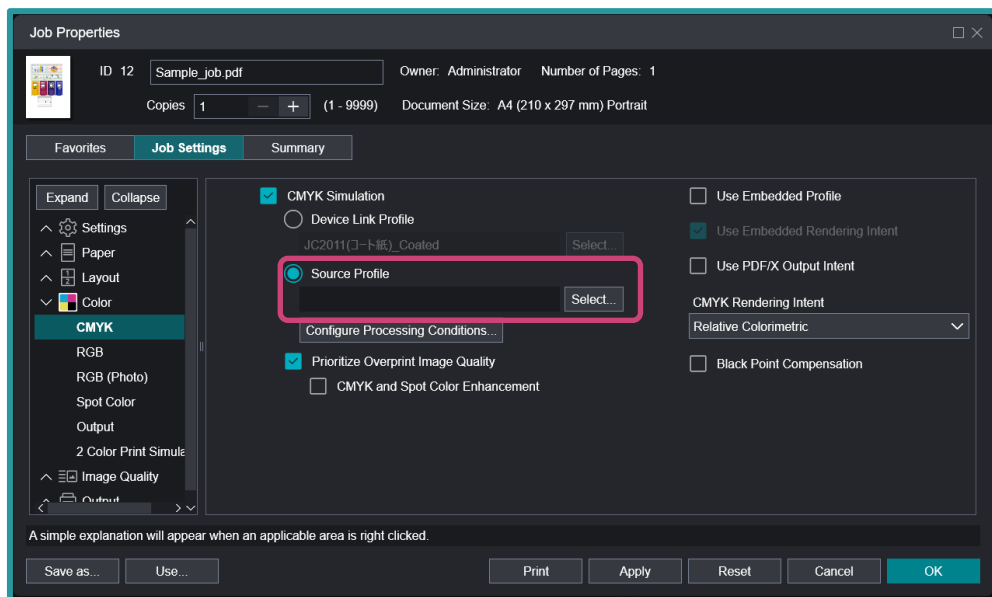 Job Properties
ID 12 Sample_job.pdf Owner: Administrator Number of Pages: 1
Copies 1 (1 - 9999) Document Size: A4 (210 x 297 mm) Portrait
Favorites Job Settings Summary
Expand Collapse
Settings
Paper
Layout
Color
CMYK
RGB
RGB (Photo)
Spot Color
Output
2 Color Print Simula
Image Quality
Output
CMYK Simulation
Device Link Profile
JC2011(コート紙)_Coated Select...
Source Profile
Select...
Configure Processing Conditions...
Prioritize Overprint Image Quality
CMYK and Spot Color Enhancement
Use Embedded Profile
Use Embedded Rendering Intent
Use PDF/X Output Intent
CMYK Rendering Intent
Relative Colorimetric
Black Point Compensation
A simple explanation will appear when an applicable area is right clicked.
Save as... Use... Print Apply Reset Cancel OK